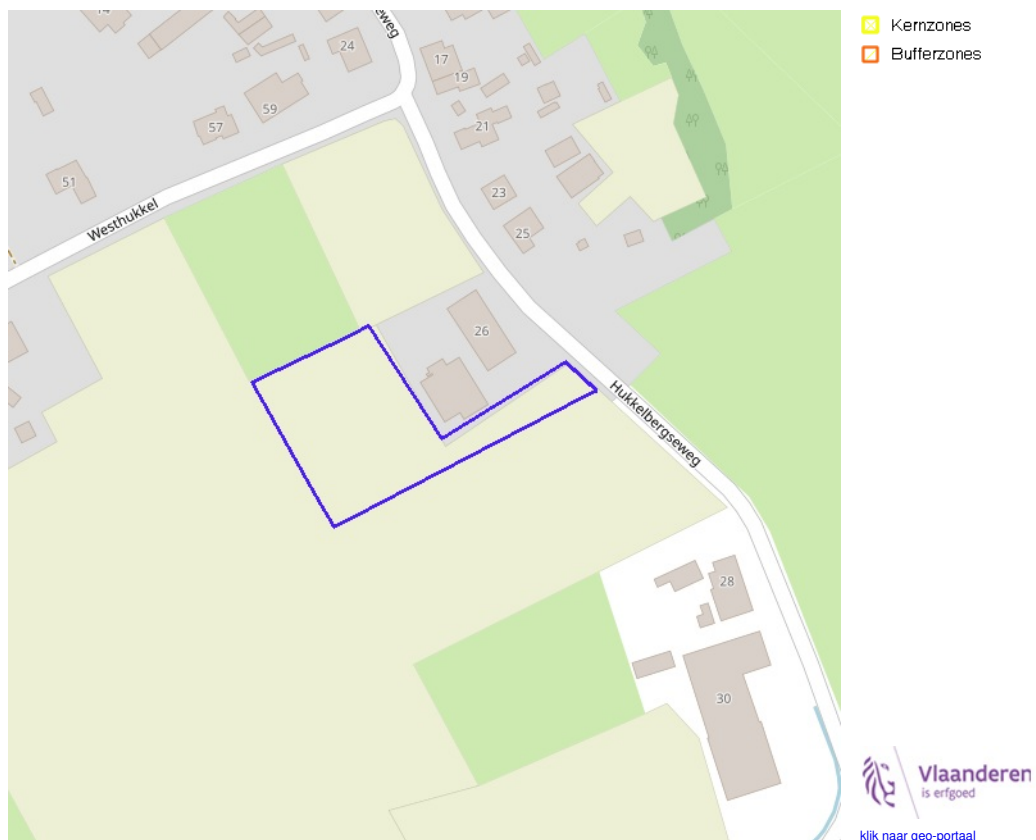 24
17
19
59
57
21
51
Westhukkel
23
25
26
Hukkelbergseweg
28
30
Kernzones
Bufferzones
Vlaanderen
is erfgoed
klik naar geo-portaal